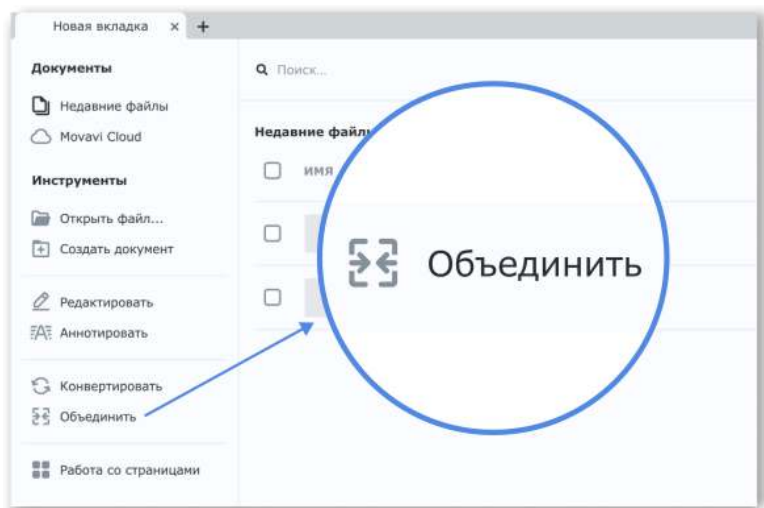 Новая вкладка
Документы
Недавние файлы
Movavi Cloud
Инструменты
Открыть файл...
Создать документ
Редактировать
Аннотировать
Конвертировать
Объединить
Работа со страницами
Поиск...
Недавние файлы
имя
Объединить